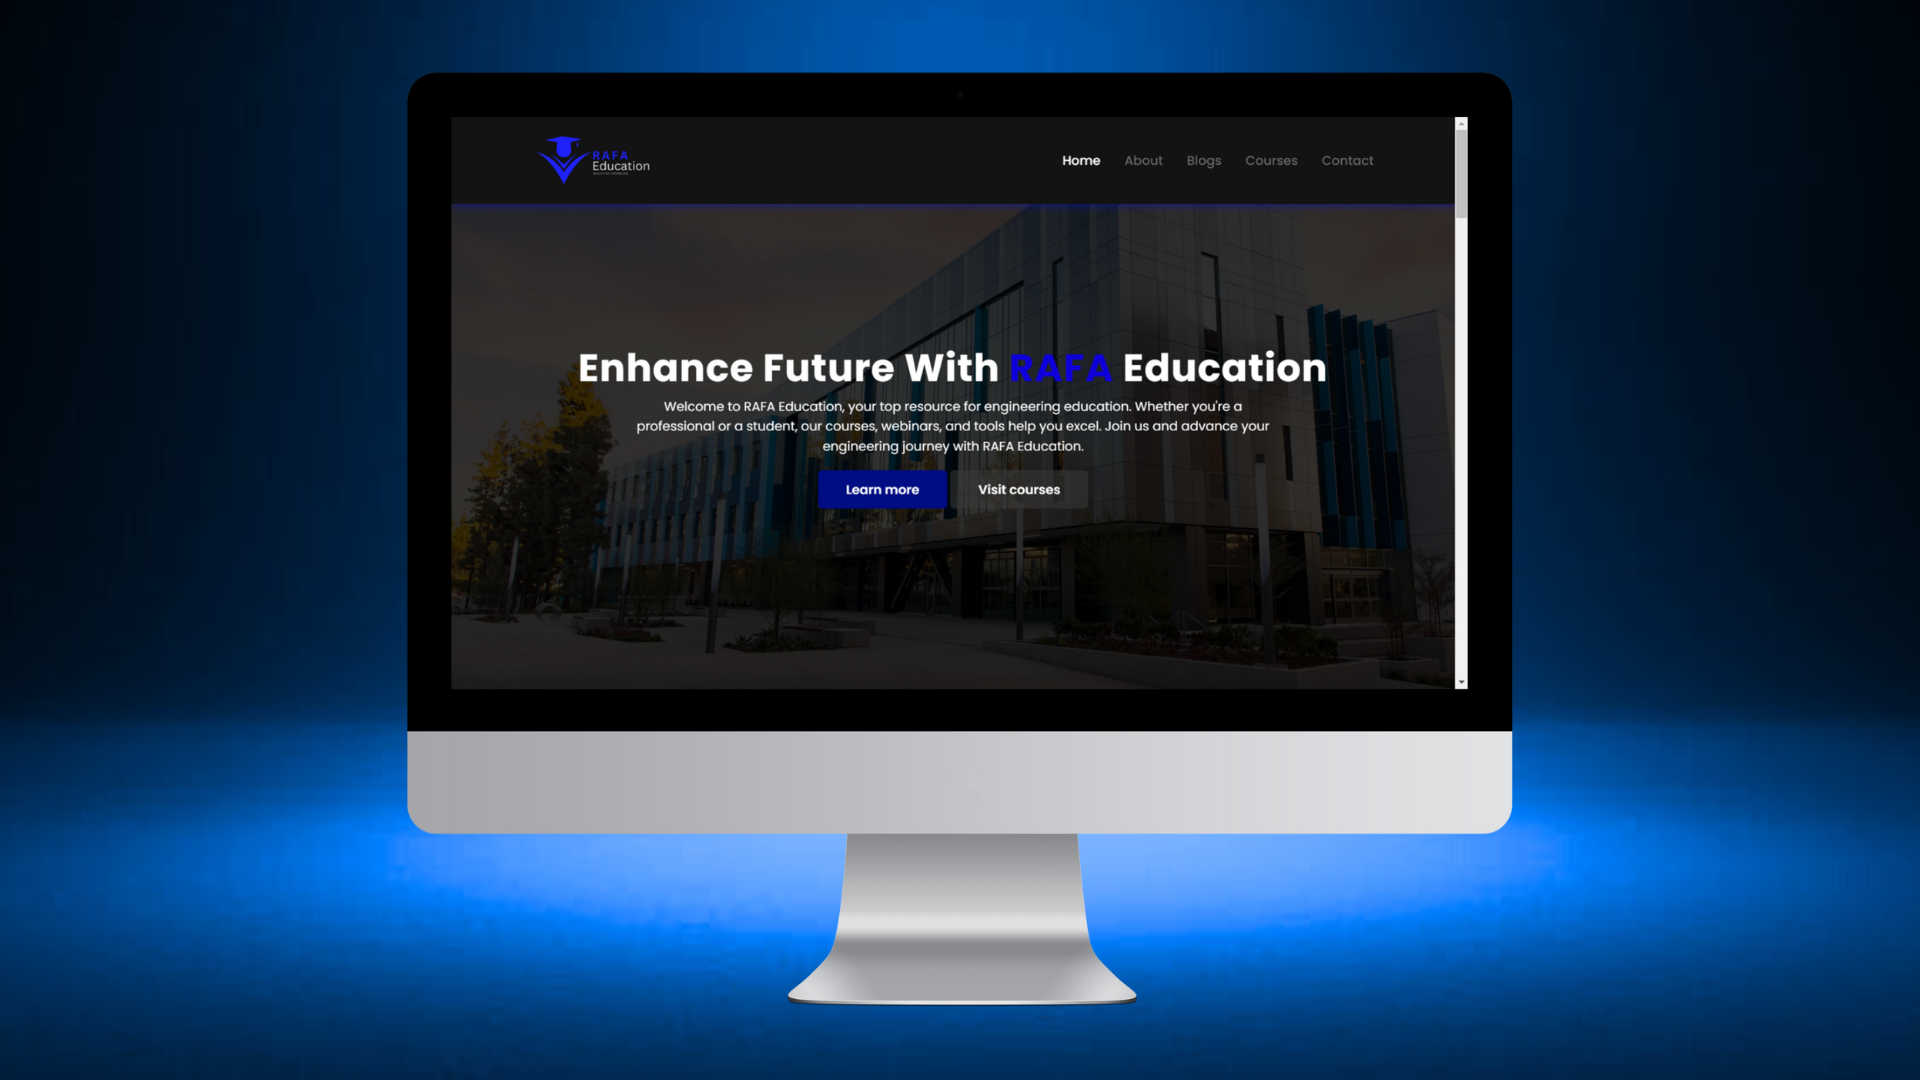 RAFA
Education
Home
About
Blogs
Courses
Contact
Enhance Future With RAFA Education
Welcome to RAFA Education, your top resource for engineering education. Whether you're a
professional or a student, our courses, webinars, and tools help you excel. Join us and advance your
engineering journey with RAFA Education.
Learn more
Visit courses